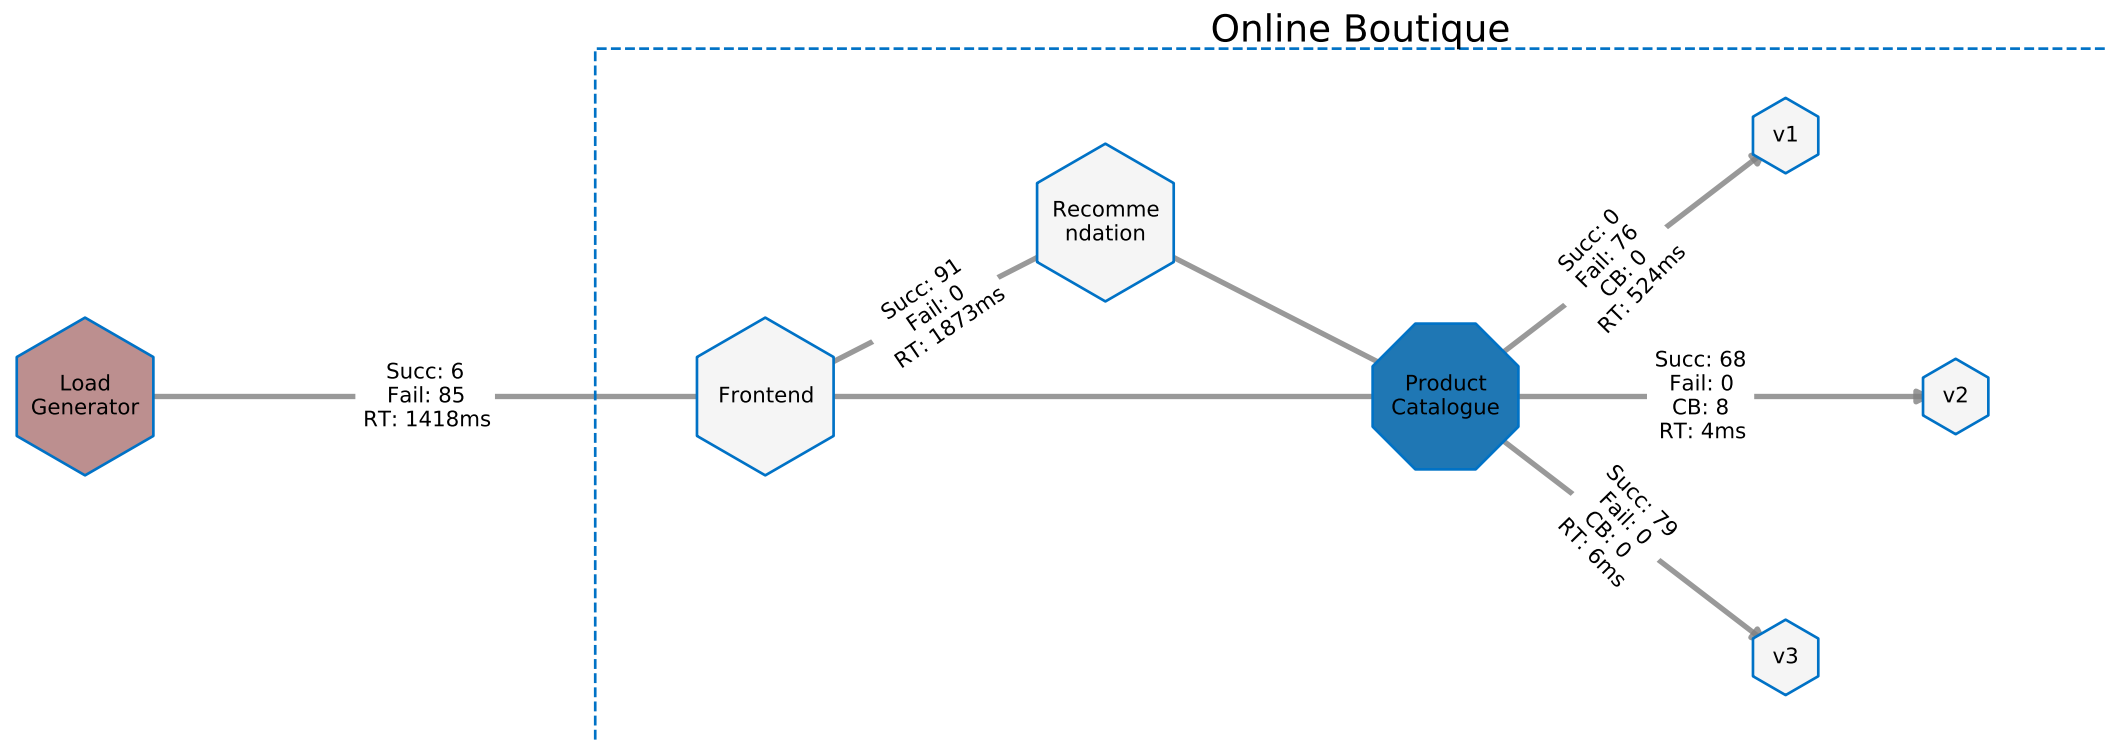 Online Boutique
Load
Generator
Succ: 6
Fail: 85
RT: 1418ms
Frontend
Succ: 91
Fail: 0
RT: 1873ms
Recomme
ndation
Product
Catalogue
Succ: 0
Fail: 76
CB: 0
RT: 524ms
v1
Succ: 68
Fail: 0
CB: 8
RT: 4ms
v2
Succ: 79
Fail: 0
CB: 0
RT: 6ms
v3